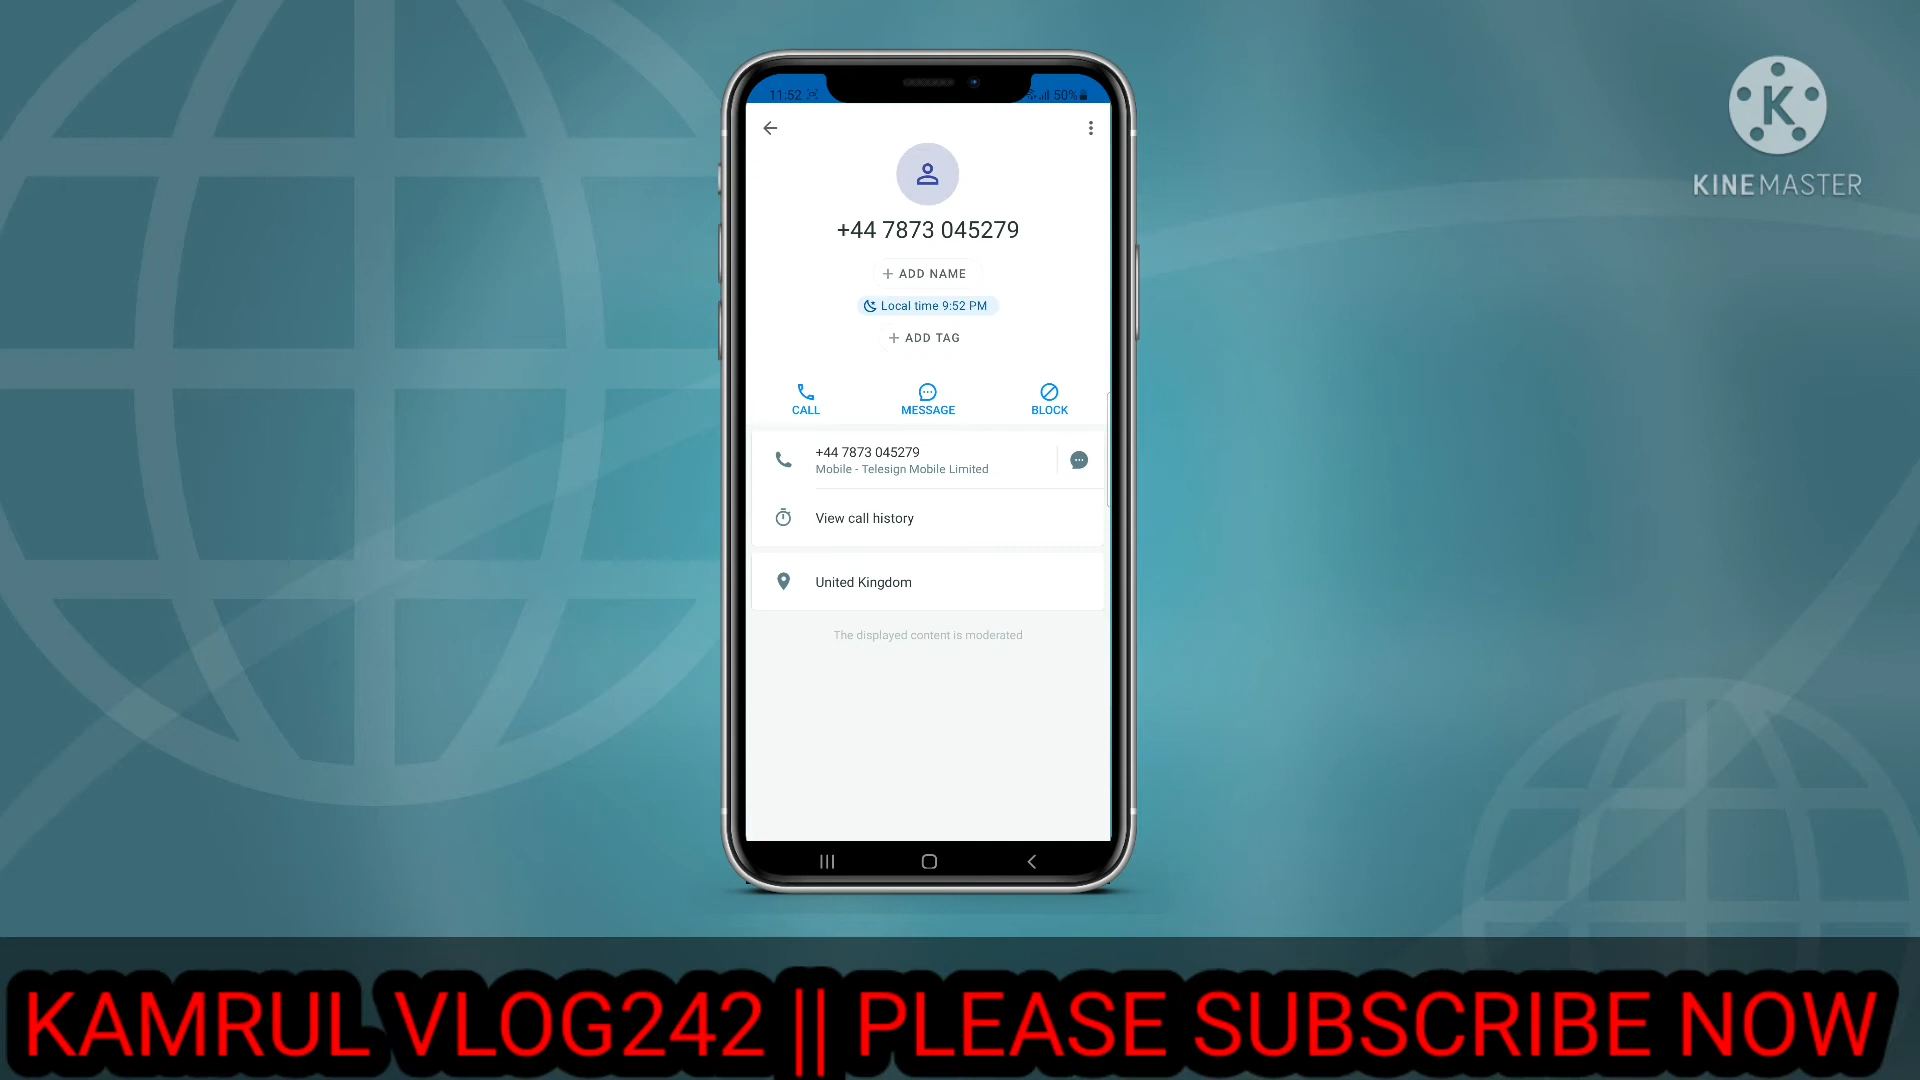 11:52
50%
K
KINEMASTER
+44 7873 045279
+ ADD NAME
Local time 9:52 PM
+ ADD TAG
CALL
MESSAGE
BLOCK
+44 7873 045279
Mobile - Telesign Mobile Limited
View call history
United Kingdom
The displayed content is moderated
KAMRUL VLOG242 || PLEASE SUBSCRIBE NOW